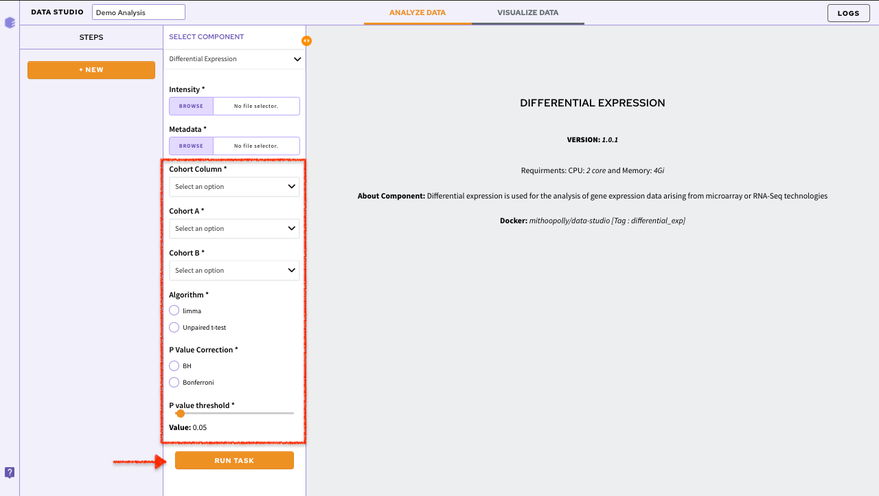 DATA STUDIO
Demo Analysis
ANALYZE DATA
VISUALIZE DATA
LOGS
STEPS
+ NEW
SELECT COMPONENT
Differential Expression
Intensity *
BROWSE No file selector.
Metadata *
BROWSE No file selector.
Cohort Column *
Select an option
Cohort A *
Select an option
Cohort B *
Select an option
Algorithm *
limma
Unpaired t-test
P Value Correction *
BH
Bonferroni
P value threshold *
Value: 0.05
RUN TASK
DIFFERENTIAL EXPRESSION
VERSION: 1.0.1
Requirments: CPU: 2 core and Memory: 4Gi
About Component: Differential expression is used for the analysis of gene expression data arising from microarray or RNA-Seq technologies
Docker: mithoopolly/data-studio [Tag : differential_exp]
?